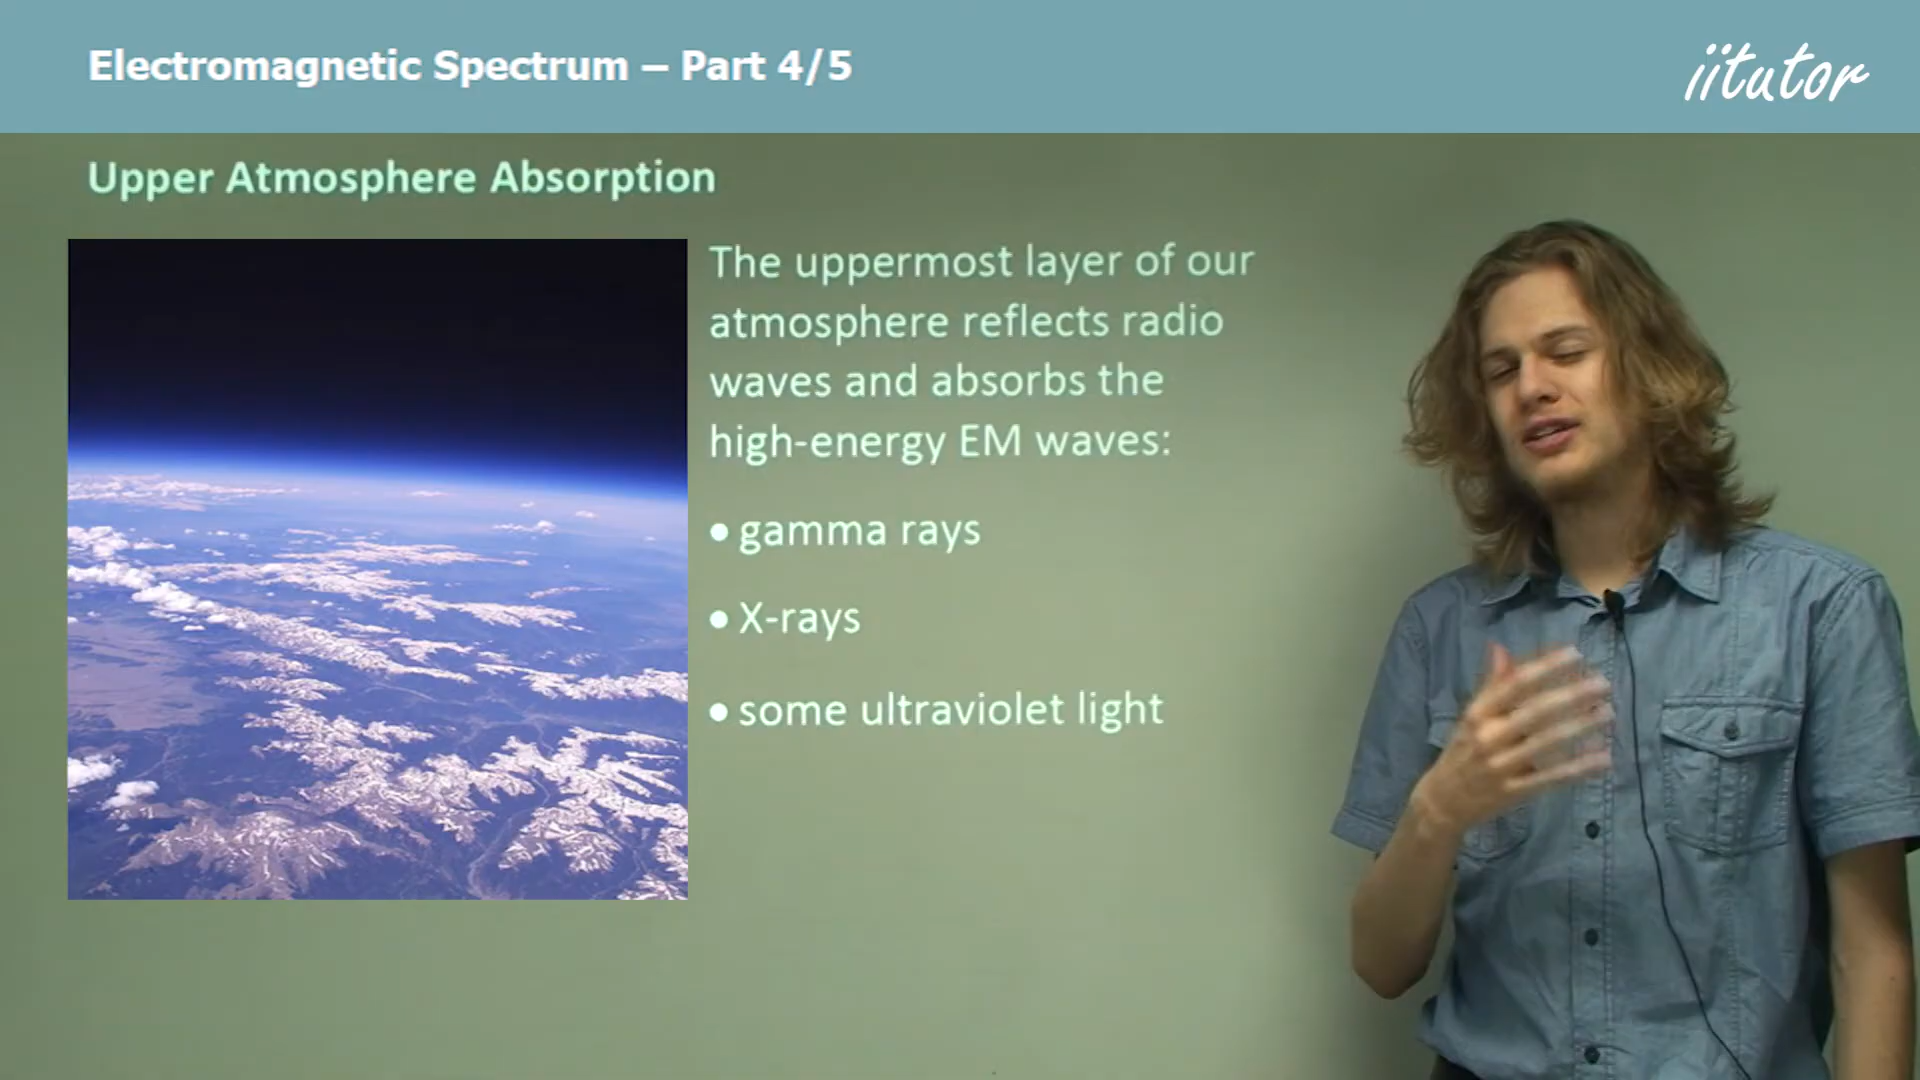 Electromagnetic Spectrum – Part 4/5
iitutor
Upper Atmosphere Absorption
The uppermost layer of our
atmosphere reflects radio
waves and absorbs the
high-energy EM waves:
• gamma rays
• X-rays
• some ultraviolet light